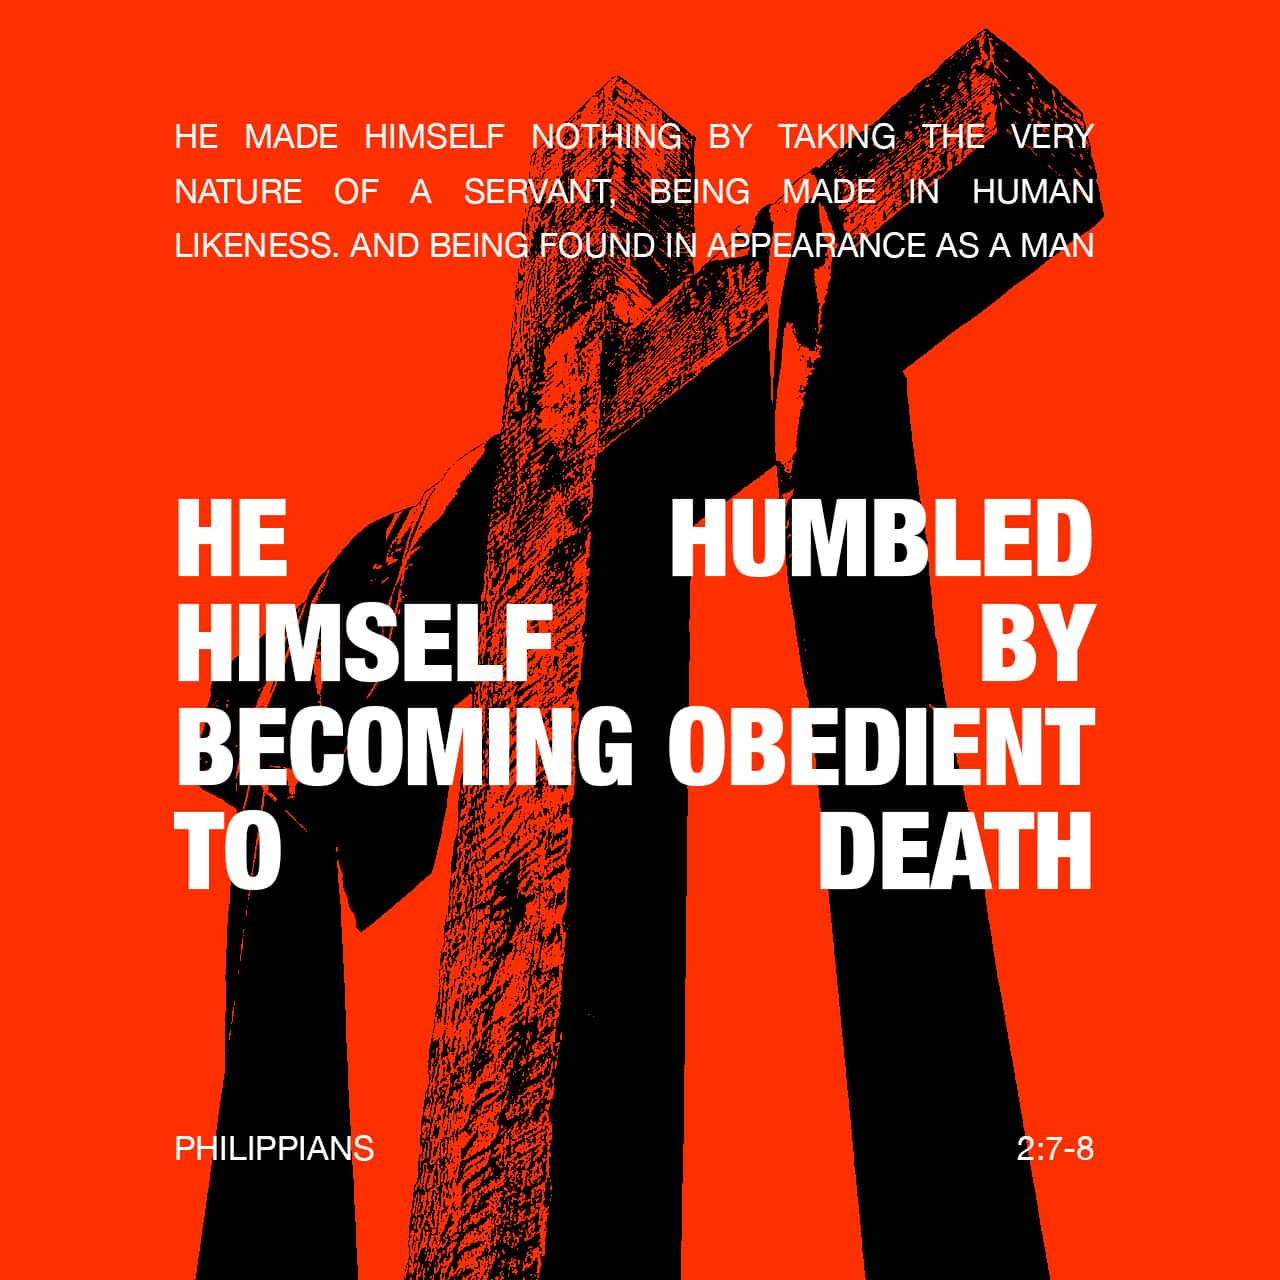 HE MADE HIMSELF NOTHING BY TAKING THE VERY
NATURE OF A SERVANT, BEING MADE IN HUMAN
LIKENESS. AND BEING FOUND IN APPEARANCE AS A MAN
HE HUMBLED
HIMSELF BY
BECOMING OBEDIENT
TO DEATH
PHILIPPIANS 2:7-8